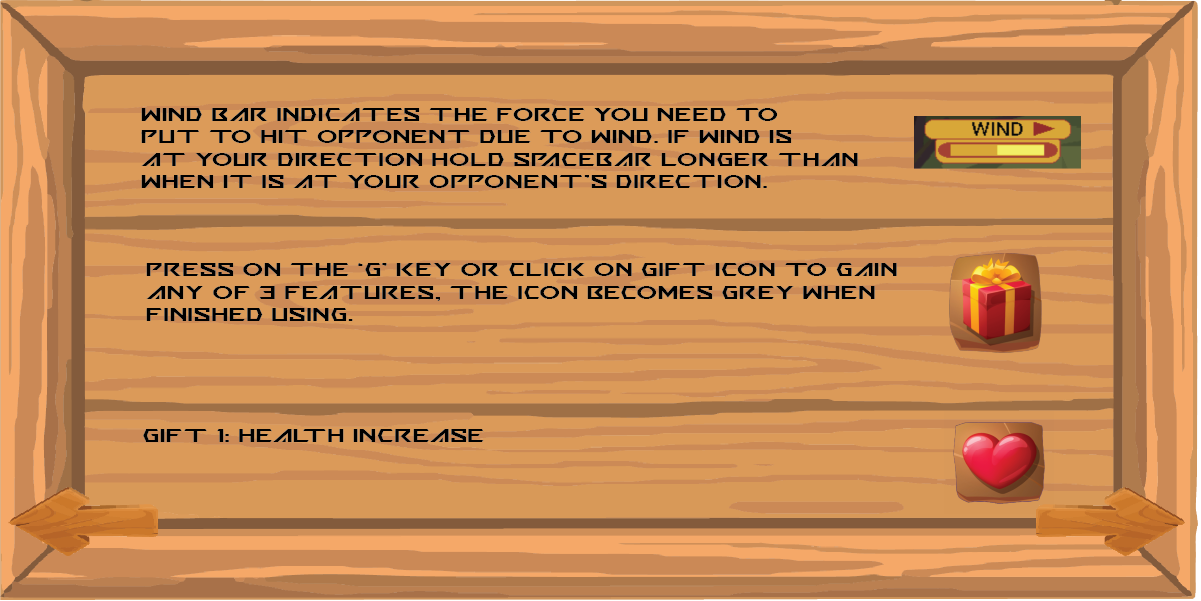 WIND BAR INDICATES THE FORCE YOU NEED TO
PUT TO HIT OPPONENT DUE TO WIND. IF WIND IS
AT YOUR DIRECTION HOLD SPACEBAR LONGER THAN
WHEN IT IS AT YOUR OPPONENT'S DIRECTION.
WIND
PRESS ON THE 'G' KEY OR CLICK ON GIFT ICON TO GAIN
ANY OF 3 FEATURES, THE ICON BECOMES GREY WHEN
FINISHED USING.
GIFT 1: HEALTH INCREASE